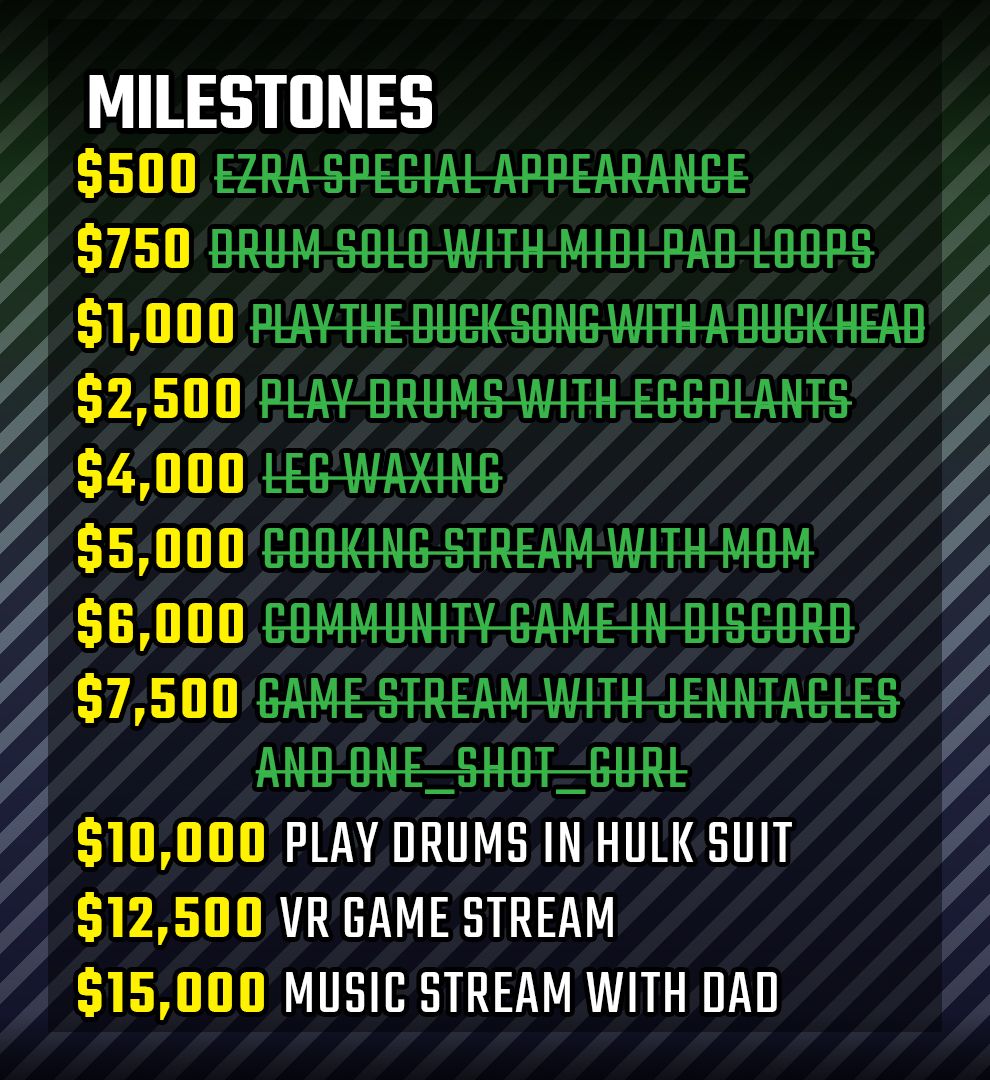 MILESTONES
$500 EZRA SPECIAL APPEARANCE
$750 DRUM SOLO WITH MIDI PAD LOOPS
$1,000 PLAY THE DUCK SONG WITH A DUCK HEAD
$2,500 PLAY DRUMS WITH EGGPLANTS
$4,000 LEG WAXING
$5,000 COOKING STREAM WITH MOM
$6,000 COMMUNITY GAME IN DISCORD
$7,500 GAME STREAM WITH JENNTACLES
AND ONE_SHOT_GURL
$10,000 PLAY DRUMS IN HULK SUIT
$12,500 VR GAME STREAM
$15,000 MUSIC STREAM WITH DAD